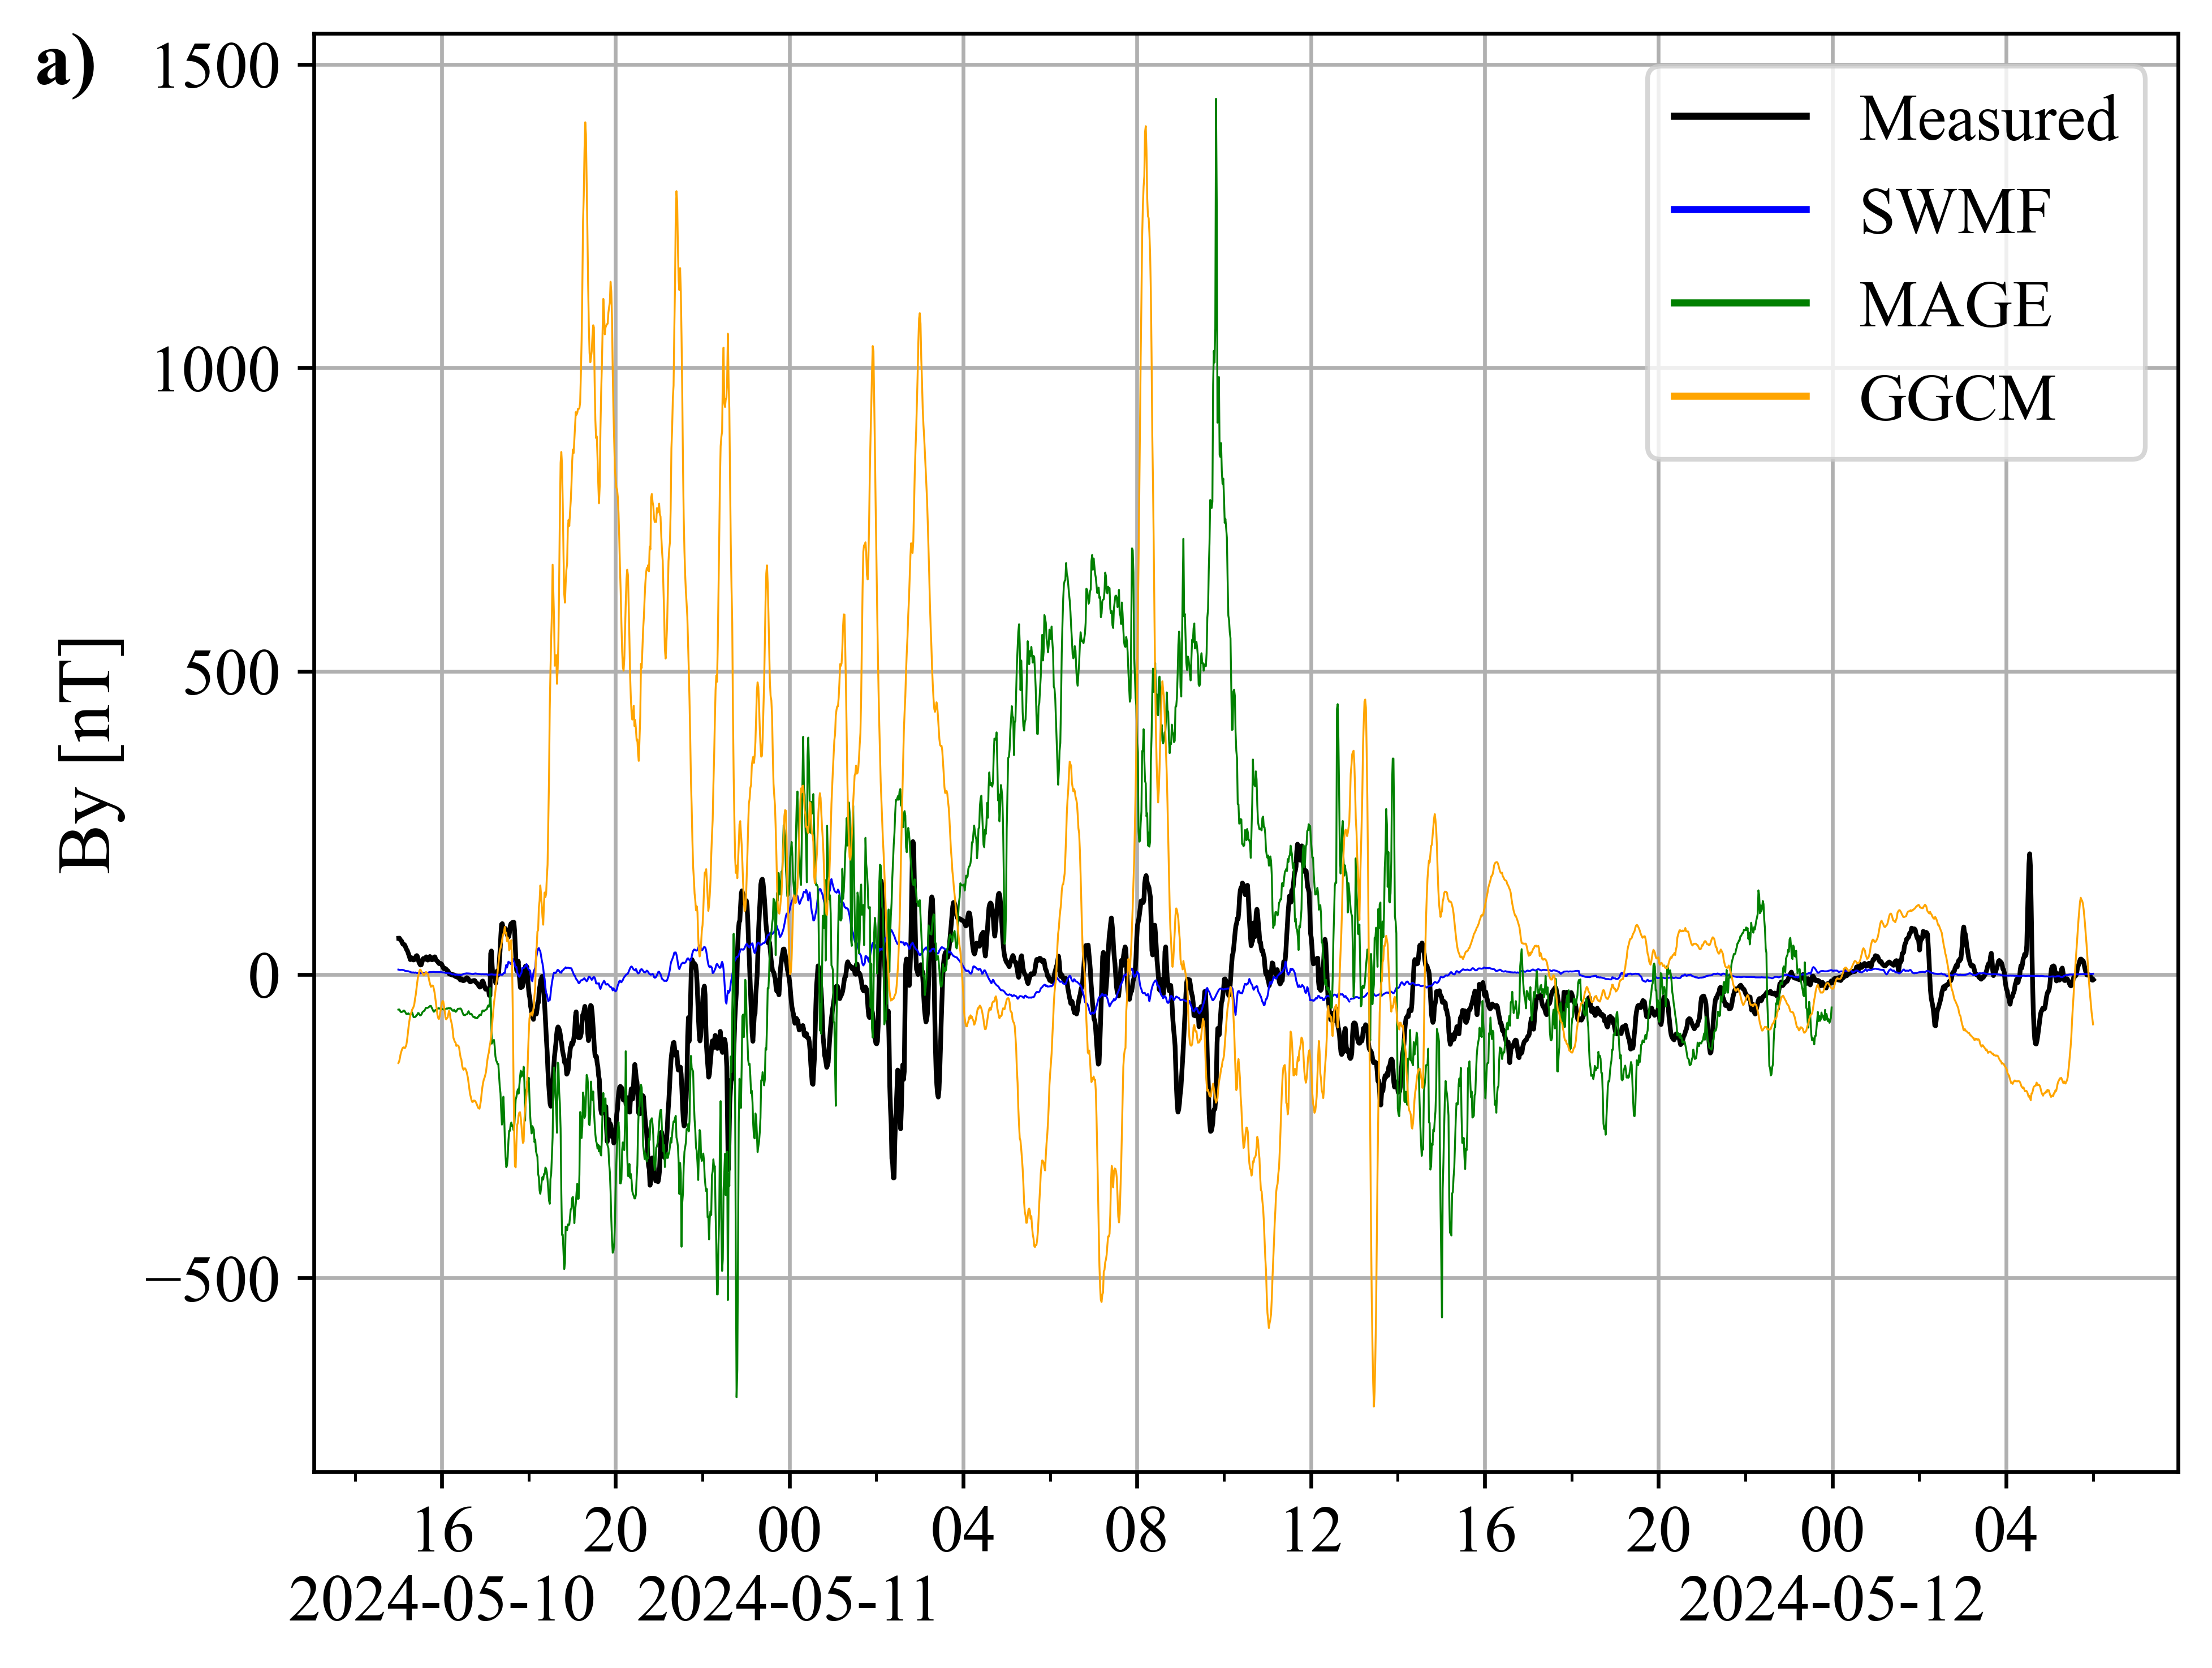 a)
1500
1000
500
0
−500
By [nT]
Measured
SWMF
MAGE
GGCM
16 20 00 04 08 12 16 20 00 04
2024-05-10 2024-05-11 2024-05-12